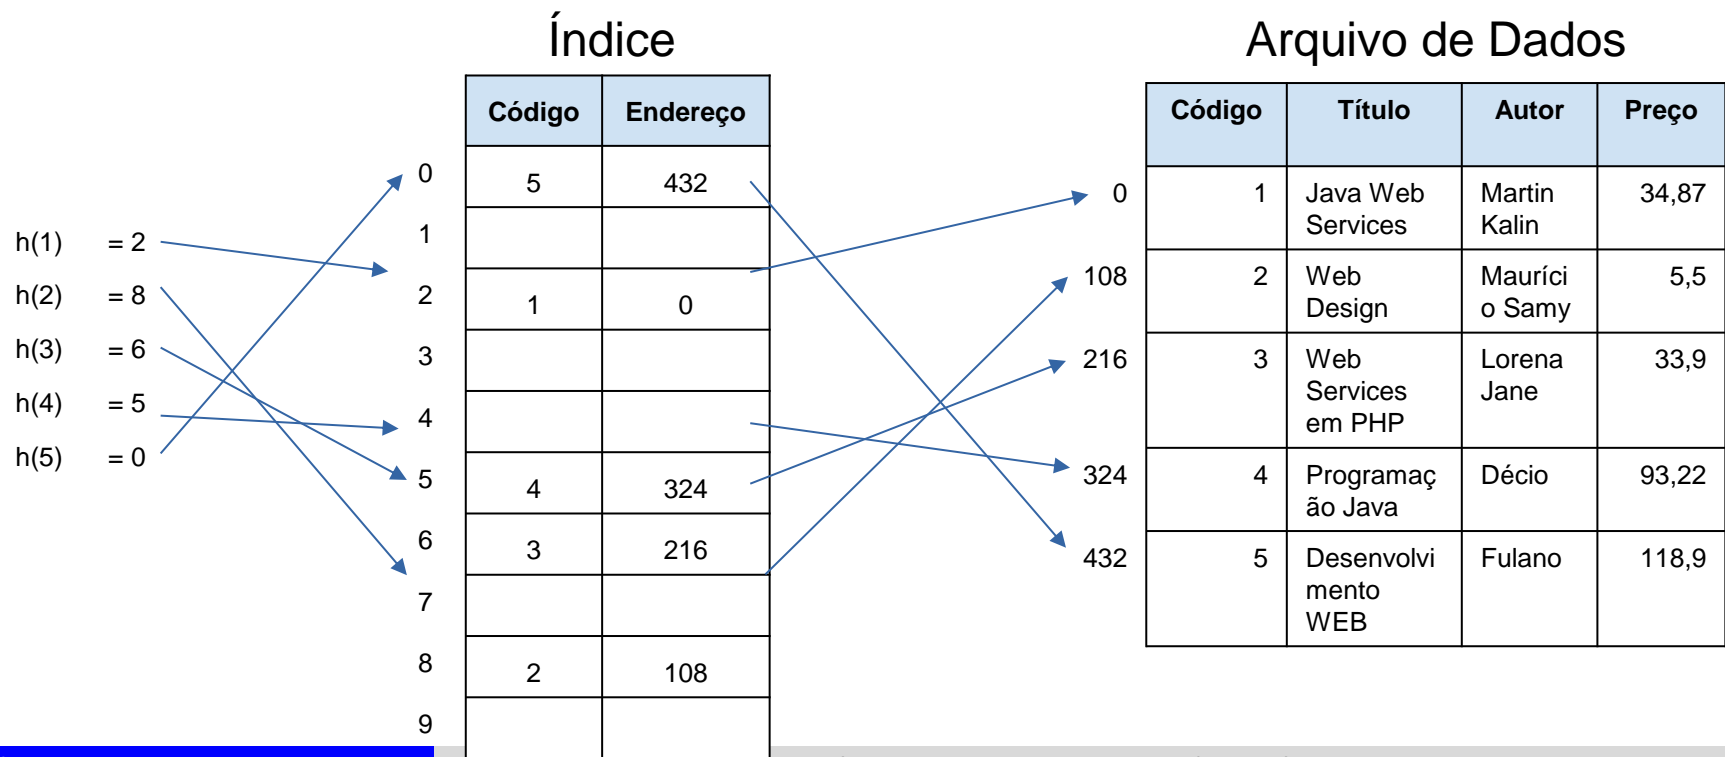 Índice
Arquivo de Dados
Código Endereço
Código Título Autor Preço
h(1) = 2
h(2) = 8
h(3) = 6
h(4) = 5
h(5) = 0
0 5 432
1
2 1 0
3
4
5 4 324
6 3 216
7
8 2 108
9
0 1 Java Web Martin 34,87
Services Kalin
108 2 Web Mauríci 5,5
Design o Samy
216 3 Web Lorena 33,9
Services Jane
em PHP
324 4 Programaç Décio 93,22
ão Java
432 5 Desenvolvi Fulano 118,9
mento
WEB